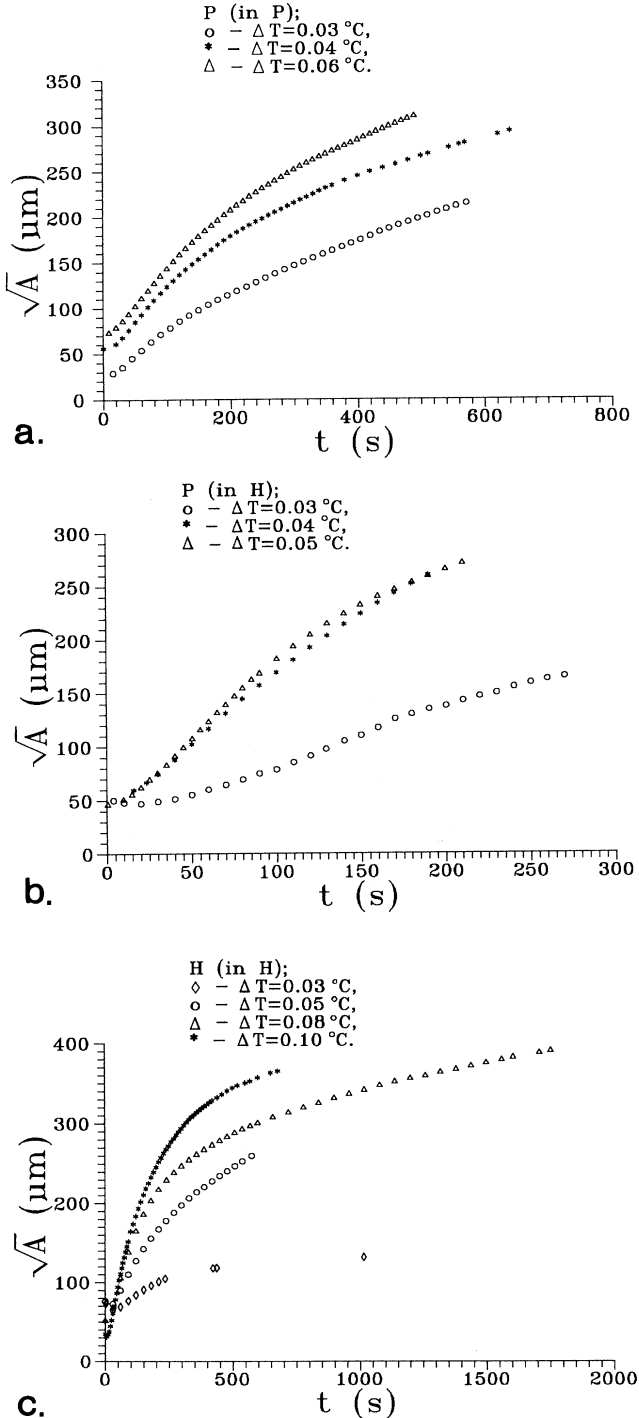 P (in P);
o – ΔT=0.03 °C,
* – ΔT=0.04 °C,
Δ – ΔT=0.06 °C.
350
300
250
200
150
100
50
0
√A (μm)
0 200 400 600 800
t (s)
a.
P (in H);
o – ΔT=0.03 °C,
* – ΔT=0.04 °C,
Δ – ΔT=0.05 °C.
300
250
200
150
100
50
0
√A (μm)
0 50 100 150 200 250 300
t (s)
b.
H (in H);
◊ – ΔT=0.03 °C,
o – ΔT=0.05 °C,
Δ – ΔT=0.08 °C,
* – ΔT=0.10 °C.
400
300
200
100
0
√A (μm)
0 500 1000 1500 2000
t (s)
c.